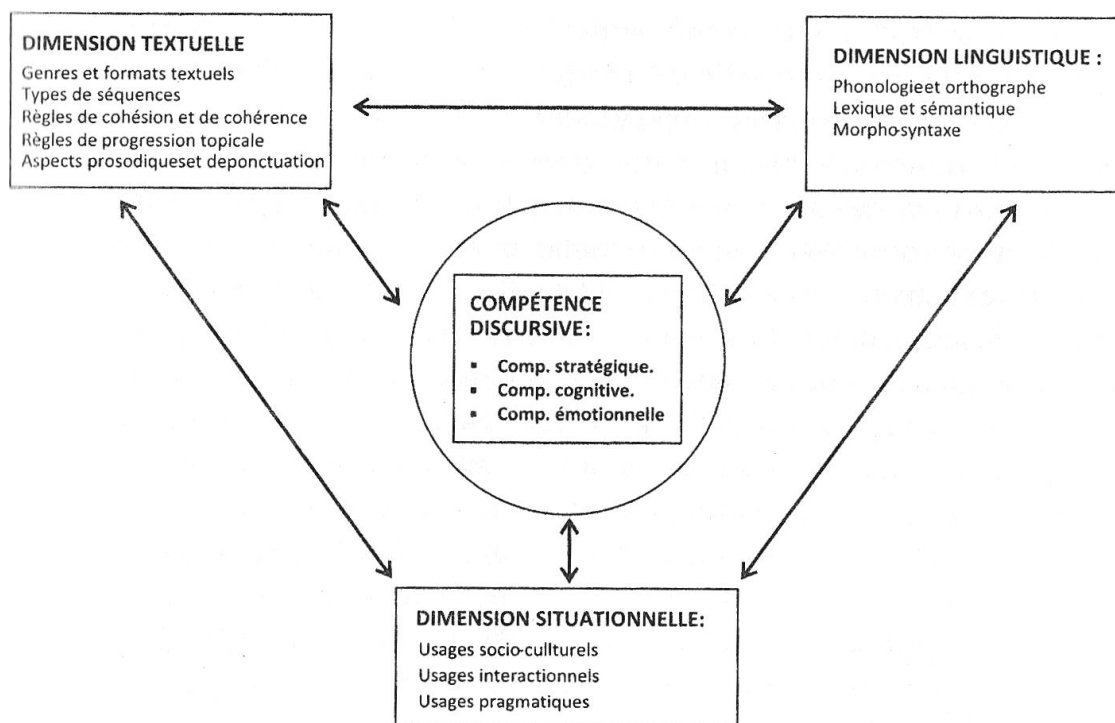 DIMENSION TEXTUELLE
Genres et formats textuels
Types de séquences
Règles de cohésion et de cohérence
Règles de progression topicale
Aspects prosodiqueset deponctuation
DIMENSION LINGUISTIQUE :
Phonologieet orthographe
Lexique et sémantique
Morpho-syntaxe
COMPÉTENCE
DISCURSIVE:
▪ Comp. stratégique.
▪ Comp. cognitive.
▪ Comp. émotionnelle
DIMENSION SITUATIONNELLE:
Usages socio-culturels
Usages interactionnels
Usages pragmatiques